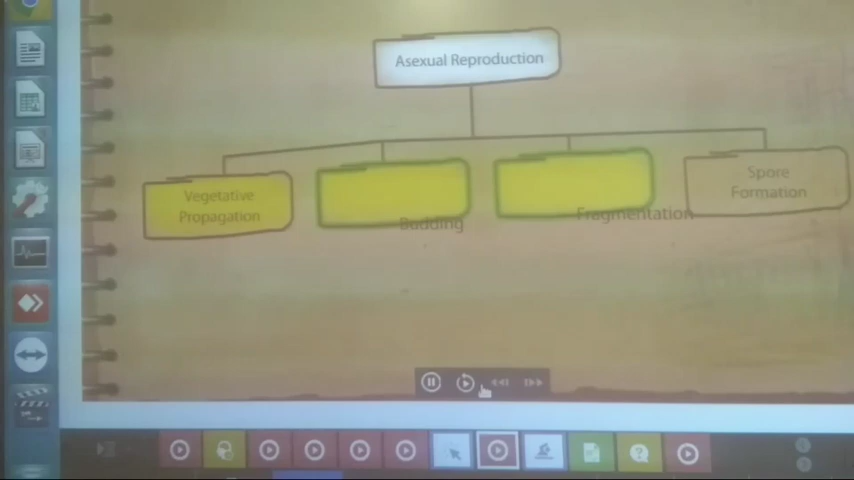 Asexual Reproduction
Vegetative
Propagation
Budding
Fragmentation
Spore
Formation